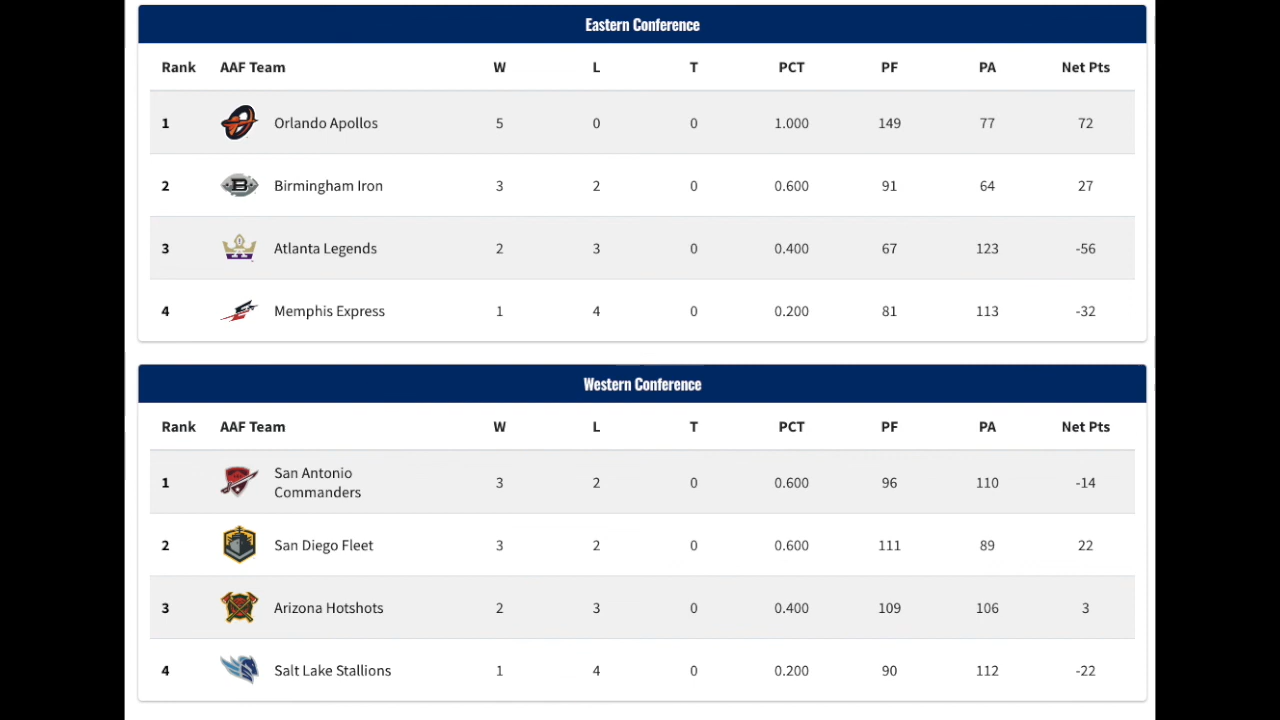 Eastern Conference
Rank AAF Team W L T PCT PF PA Net Pts
1 Orlando Apollos 5 0 0 1.000 149 77 72
2 B Birmingham Iron 3 2 0 0.600 91 64 27
3 Atlanta Legends 2 3 0 0.400 67 123 -56
4 Memphis Express 1 4 0 0.200 81 113 -32
Western Conference
Rank AAF Team W L T PCT PF PA Net Pts
1 San Antonio
Commanders 3 2 0 0.600 96 110 -14
2 San Diego Fleet 3 2 0 0.600 111 89 22
3 Arizona Hotshots 2 3 0 0.400 109 106 3
4 Salt Lake Stallions 1 4 0 0.200 90 112 -22